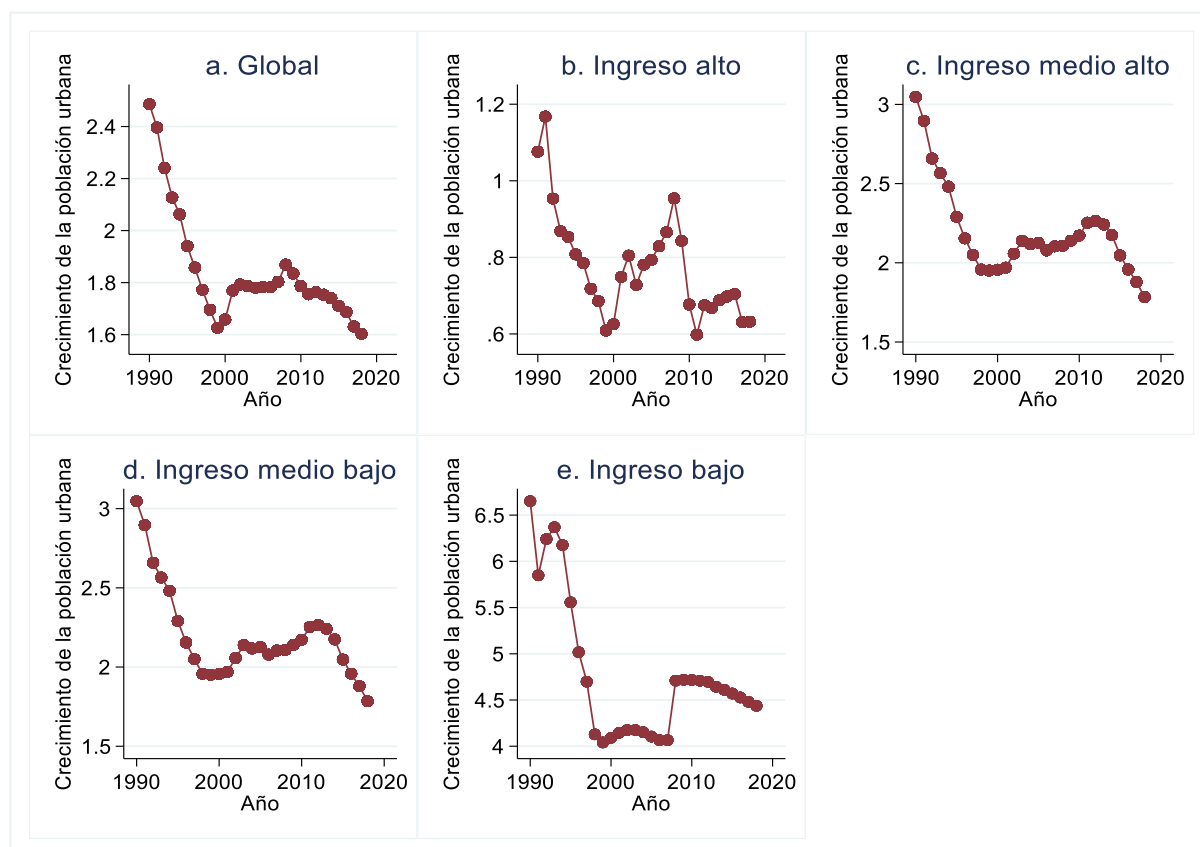 a. Global
Crecimiento de la población urbana
2.4
2.2
2
1.8
1.6
1990 2000 2010 2020
Año
b. Ingreso alto
Crecimiento de la población urbana
1.2
1
.8
.6
1990 2000 2010 2020
Año
c. Ingreso medio alto
Crecimiento de la población urbana
3
2.5
2
1.5
1990 2000 2010 2020
Año
d. Ingreso medio bajo
Crecimiento de la población urbana
3
2.5
2
1.5
1990 2000 2010 2020
Año
e. Ingreso bajo
Crecimiento de la población urbana
6.5
6
5.5
5
4.5
4
1990 2000 2010 2020
Año